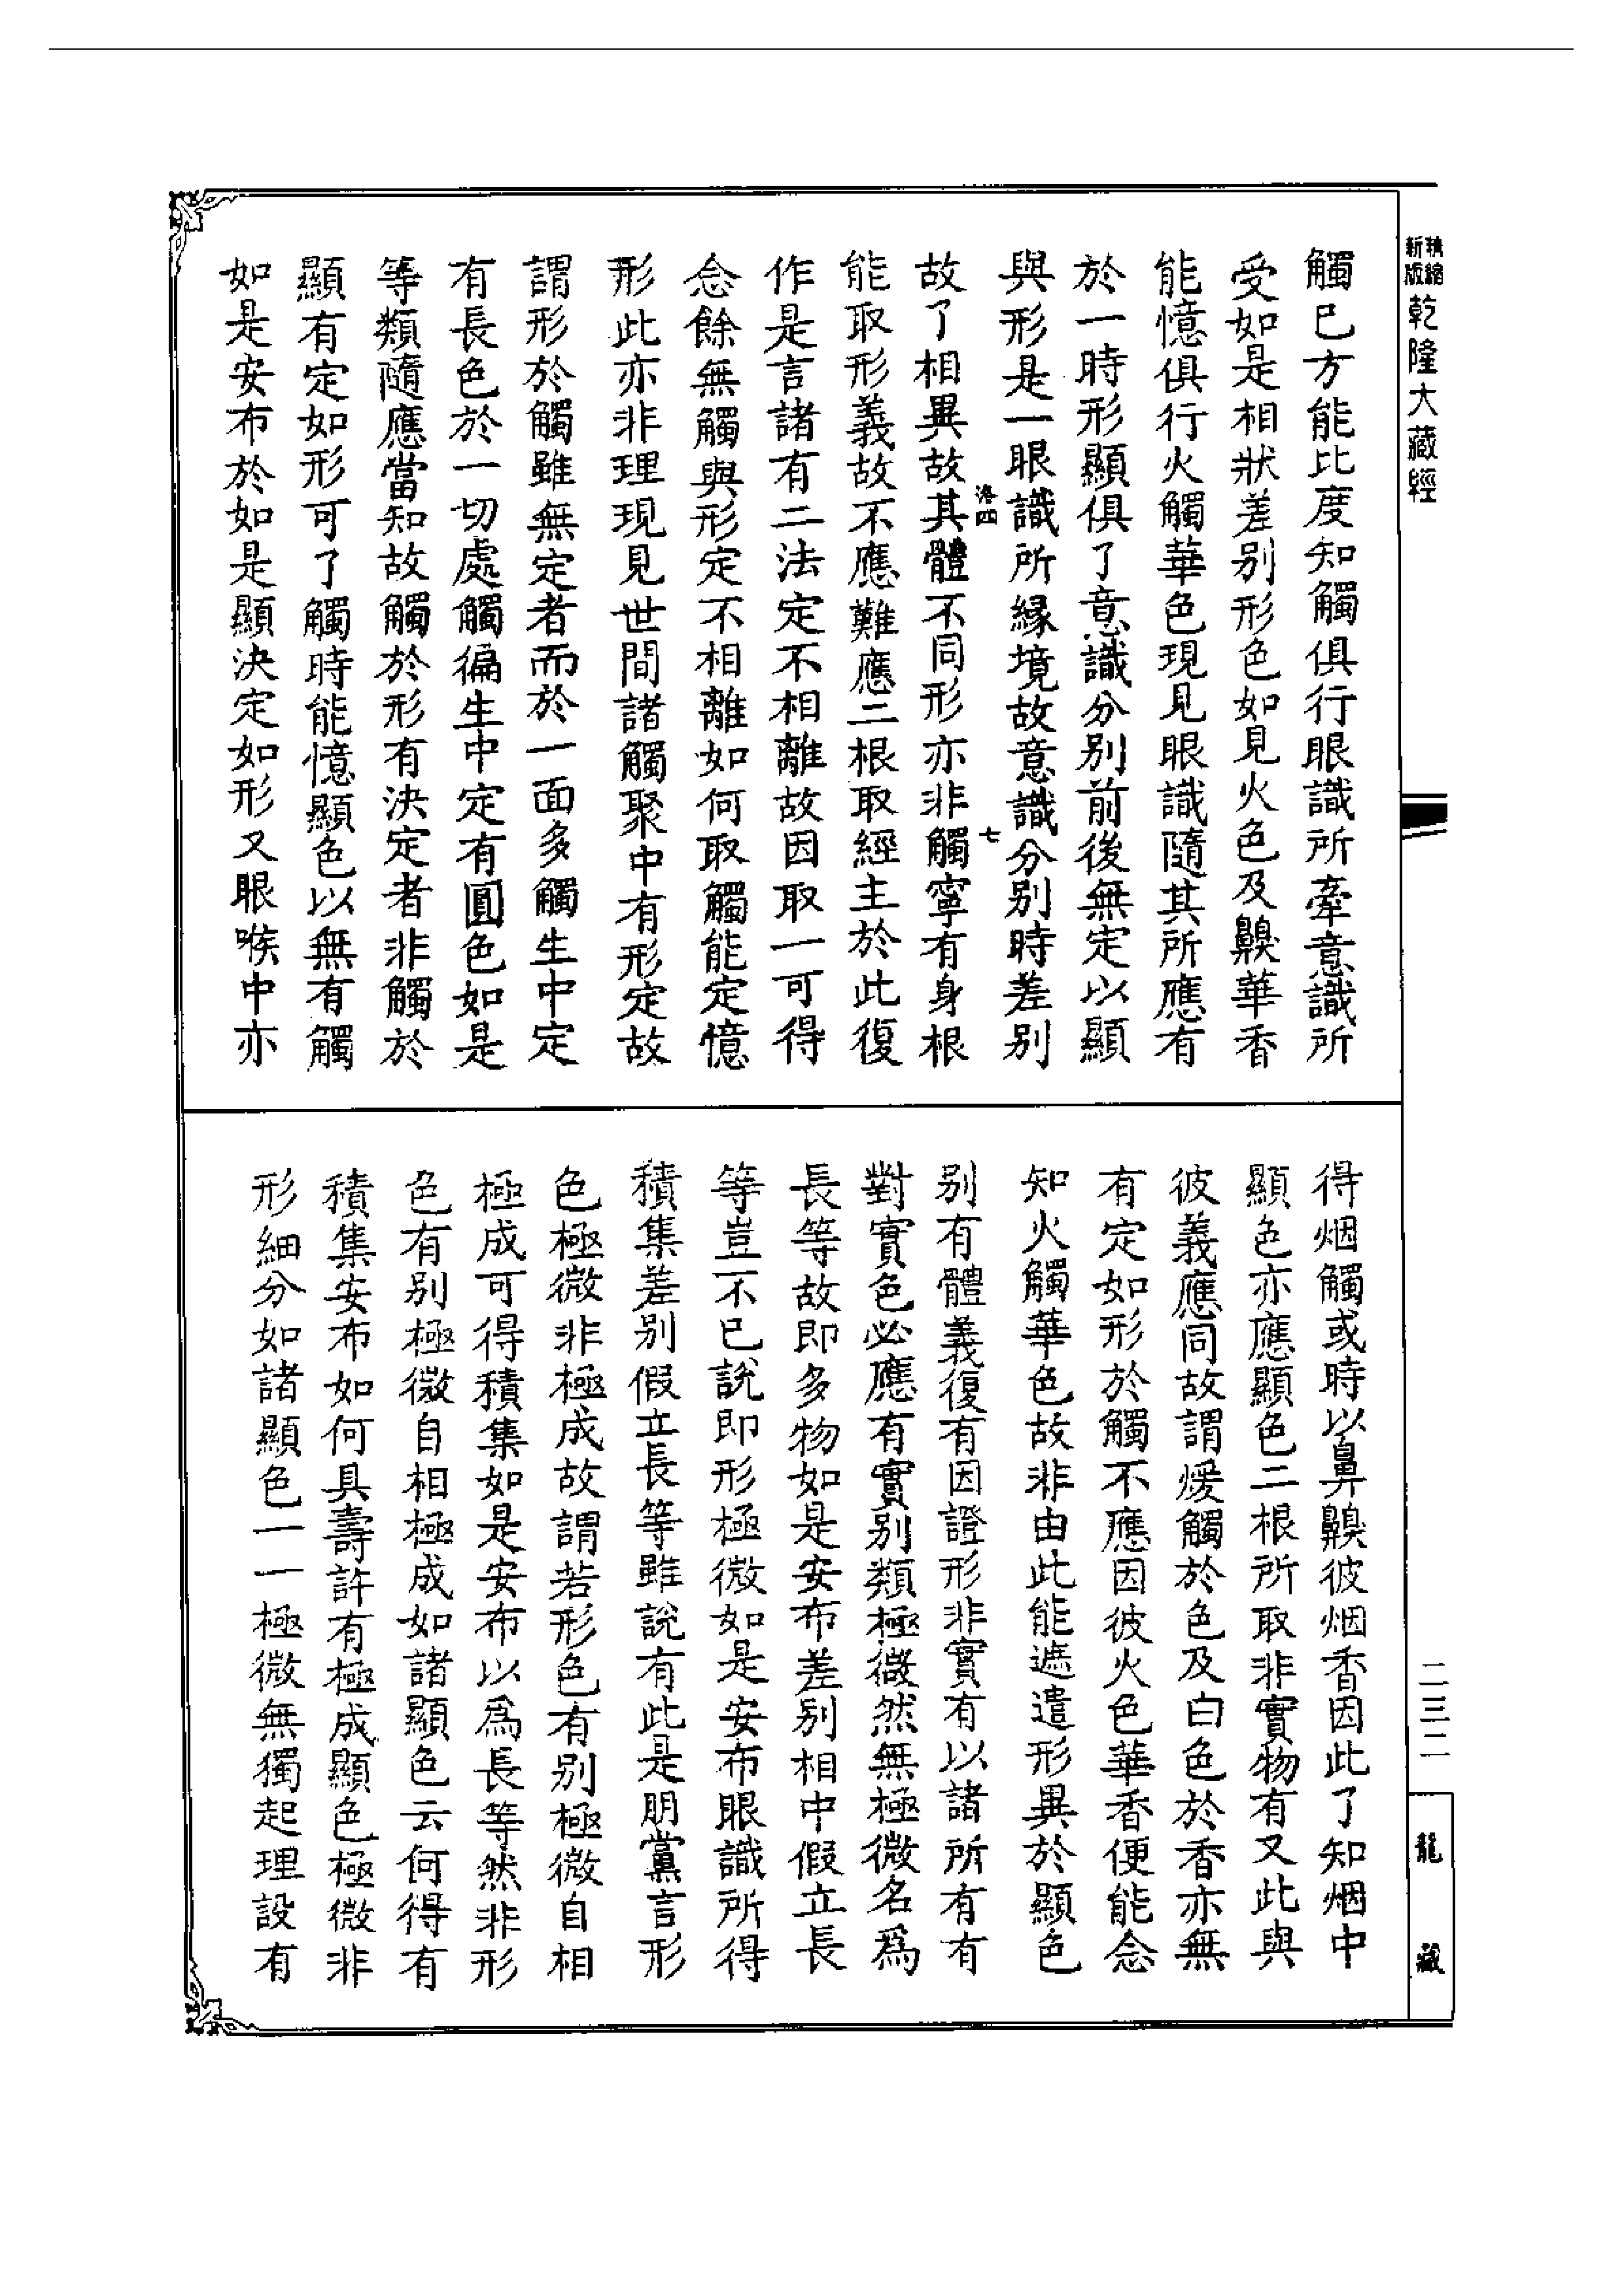 新版精縮乾隆大藏經
觸已方能比度知觸俱行眼識所牽意識所
受如是相狀差别形色如見火色及齅華香
能憶俱行火觸華色現見眼識隨其所應有
於一時形顯俱了意識分别前後無定以顯
與形是一眼識所緣境故意識分别時差别
洛四
七
故了相異故其體不同形亦非觸寧有身根
能取形義故不應難應二根取經主於此復
作是言諸有二法定不相離故因取一可得
念餘無觸與形定不相離如何取觸能定憶
形此亦非理現見世間諸觸聚中有形定故
謂形於觸雖無定者而於一面多觸生中定
有長色於一切處觸徧生中定有圓色如是
等類隨應當知故觸於形有決定者非觸於
顯有定如形可了觸時能憶顯色以無有觸
如是安布於如是顯決定如形又眼喉中亦
得烟觸或時以鼻齅彼烟香因此了知烟中
顯色亦應顯色二根所取非實物有又此與
彼義應同故謂煖觸於色及白色於香亦無
有定如形於觸不應因彼火色華香便能念
知火觸華色故非由此能遮遣形異於顯色
别有體義復有因證形非實有以諸所有有
對實色必應有實别類極微然無極微名爲
長等故即多物如是安布差别相中假立長
等豈不已說即形極微如是安布眼識所得
積集差别假立長等雖說有此是朋黨言形
色極微非極成故謂若形色有别極微自相
極成可得積集如是安布以爲長等然非形
色有别極微自相極成如諸顯色云何得有
積集安布如何具壽許有極成顯色極微非
形細分如諸顯色一一極微無獨起理設有
二三二
龍藏